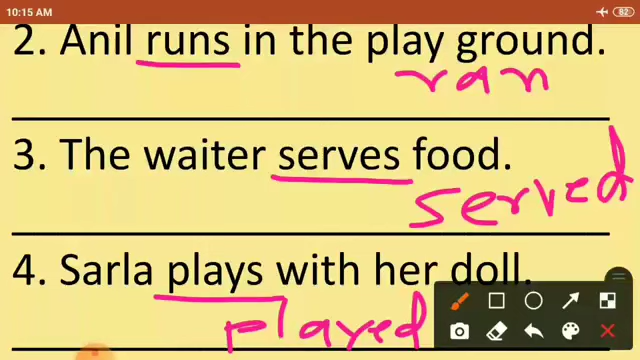 10:15 AM
62
2. Anil runs in the play ground.
ran
3. The waiter serves food.
served
4. Sarla plays with her doll.
played